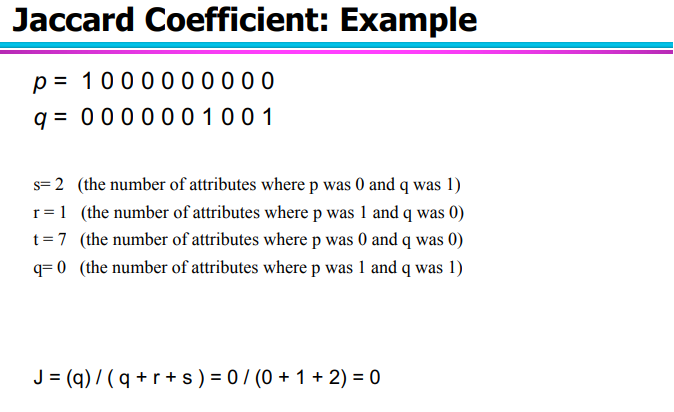 Jaccard Coefficient: Example
p = 1 0 0 0 0 0 0 0 0 0
q = 0 0 0 0 0 0 1 0 0 1
s= 2 (the number of attributes where p was 0 and q was 1)
r = 1 (the number of attributes where p was 1 and q was 0)
t = 7 (the number of attributes where p was 0 and q was 0)
q= 0 (the number of attributes where p was 1 and q was 1)
J = (q) / ( q + r + s ) = 0 / (0 + 1 + 2) = 0